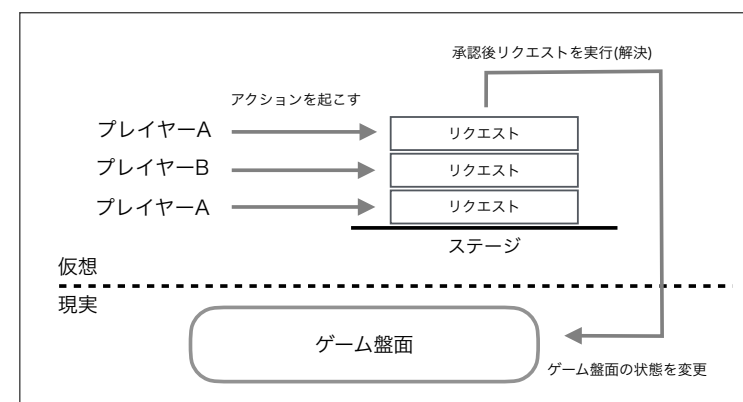 承認後リクエストを実行(解決)
アクションを起こす
プレイヤーA
リクエスト
プレイヤーB
リクエスト
プレイヤーA
リクエスト
ステージ
仮想
現実
ゲーム盤面
ゲーム盤面の状態を変更